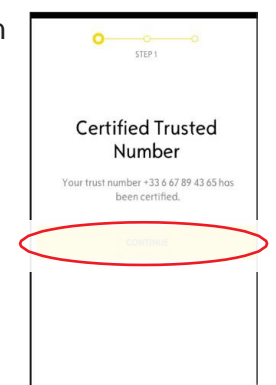 n
STEP 1
Certified Trusted
Number
Your trust number +33 6 67 89 43 65 has
been certified.
CONTINUE